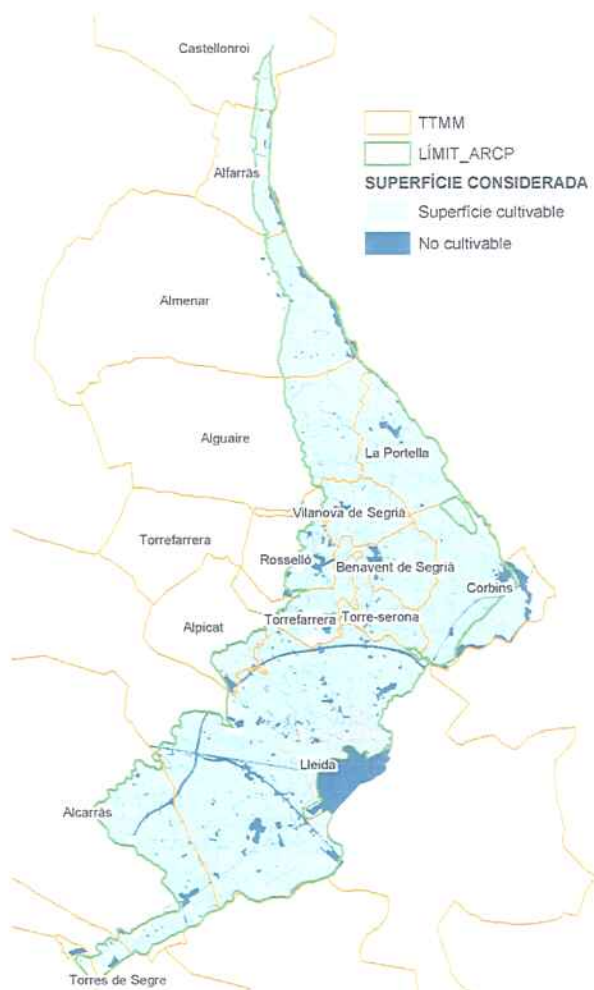 Castellonroi
TTMM
LÍMIT_ARCP
Alfarràs
SUPERFÍCIE CONSIDERADA
Superfície cultivable
No cultivable
Almenar
Alguaire
La Portella
Vilanova de Segrià
Torrefarrera
Rosselló
Benavent de Segrià
Corbins
Alpicat
Torrefarrera
Torre-serona
Lleida
Alcarràs
Torres de Segre